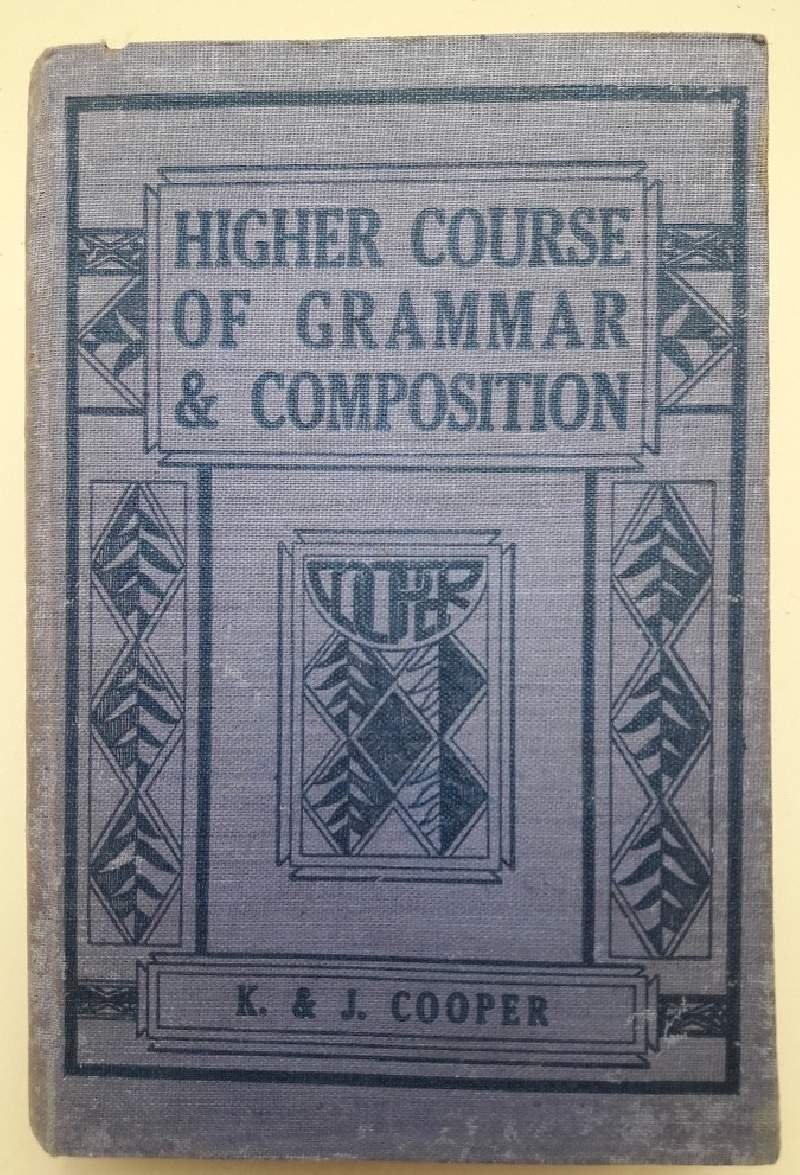 HIGHER COURSE
OF GRAMMAR
& COMPOSITION
K. & J. COOPER